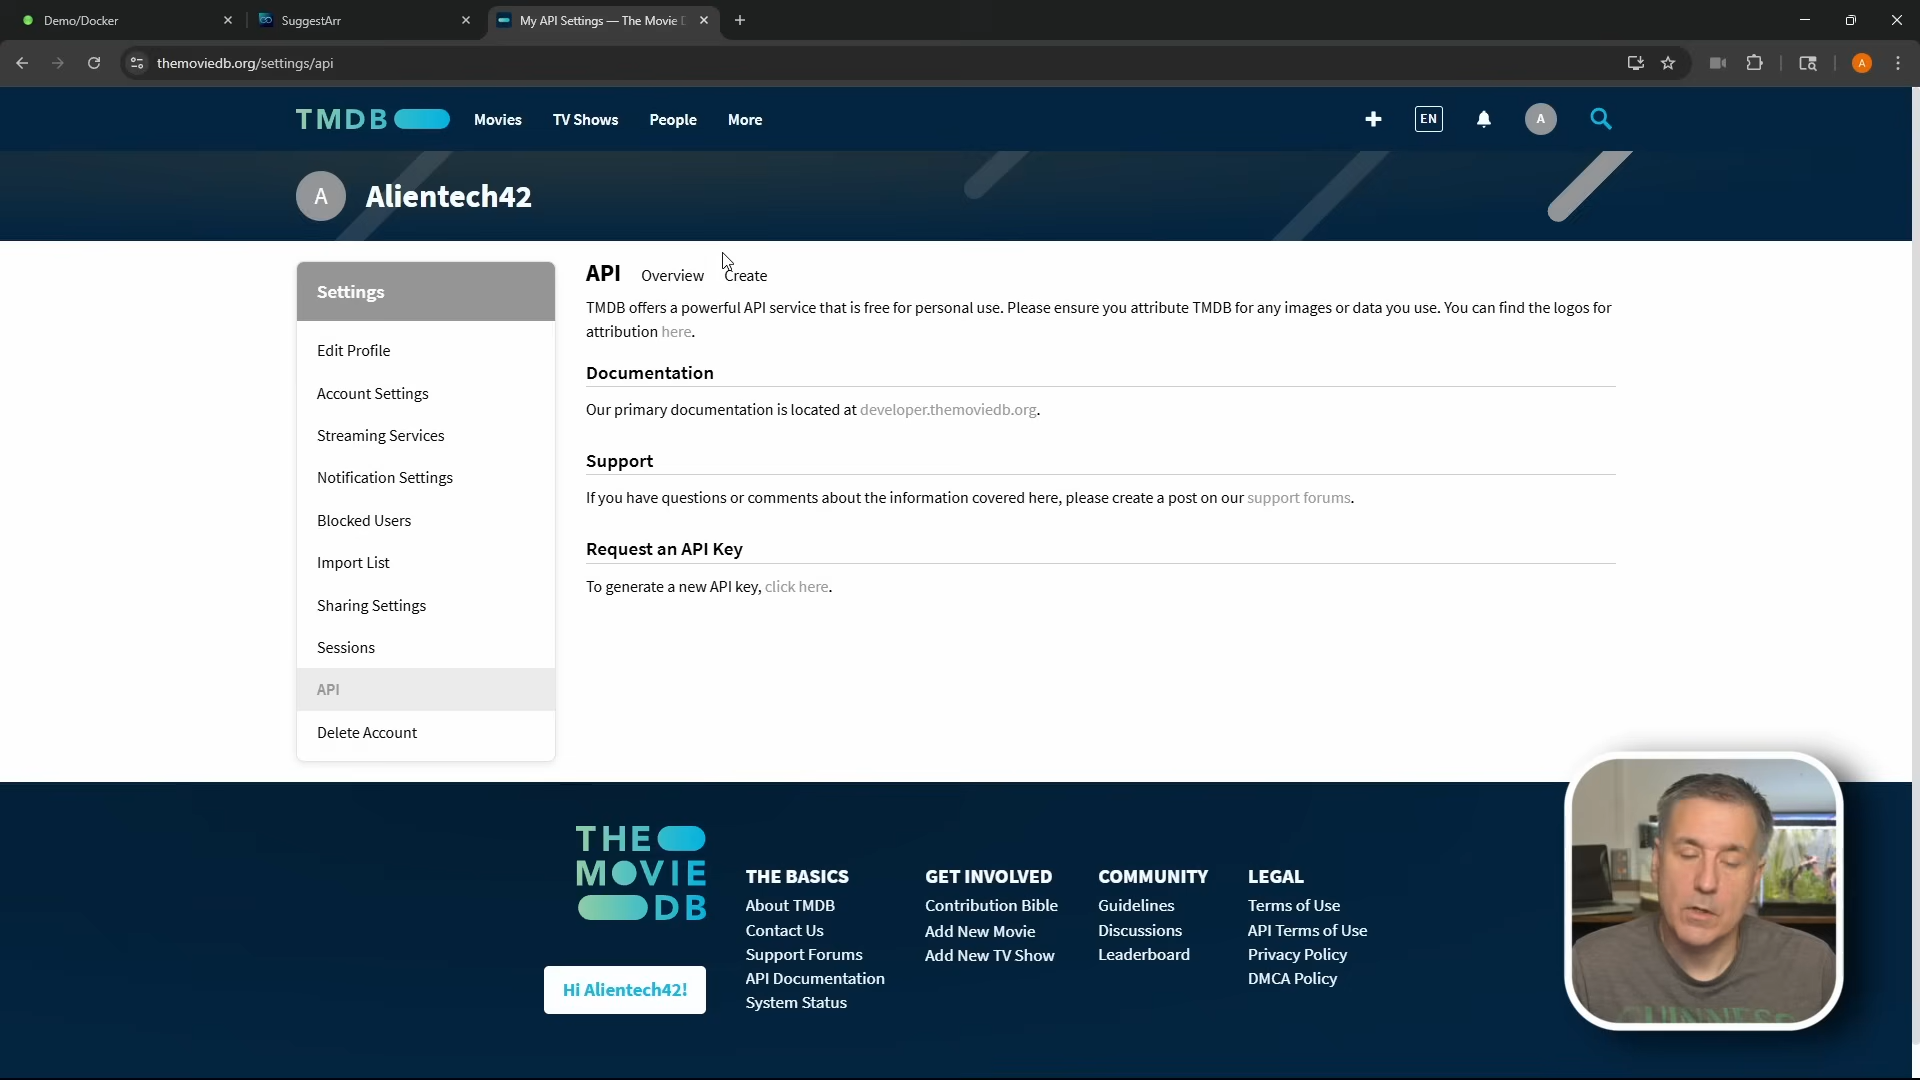 Demo/Docker
SuggestArr
My API Settings — The Movie D
themoviedb.org/settings/api
A
TMDB
Movies
TV Shows
People
More
EN
A
A
Alientech42
Settings
Edit Profile
Account Settings
Streaming Services
Notification Settings
Blocked Users
Import List
Sharing Settings
Sessions
API
Delete Account
API Overview Create
TMDB offers a powerful API service that is free for personal use. Please ensure you attribute TMDB for any images or data you use. You can find the logos for
attribution here.
Documentation
Our primary documentation is located at developer.themoviedb.org.
Support
If you have questions or comments about the information covered here, please create a post on our support forums.
Request an API Key
To generate a new API key, click here.
THE
MOVIE
DB
Hi Alientech42!
THE BASICS
About TMDB
Contact Us
Support Forums
API Documentation
System Status
GET INVOLVED
Contribution Bible
Add New Movie
Add New TV Show
COMMUNITY
Guidelines
Discussions
Leaderboard
LEGAL
Terms of Use
API Terms of Use
Privacy Policy
DMCA Policy
GUINNESS